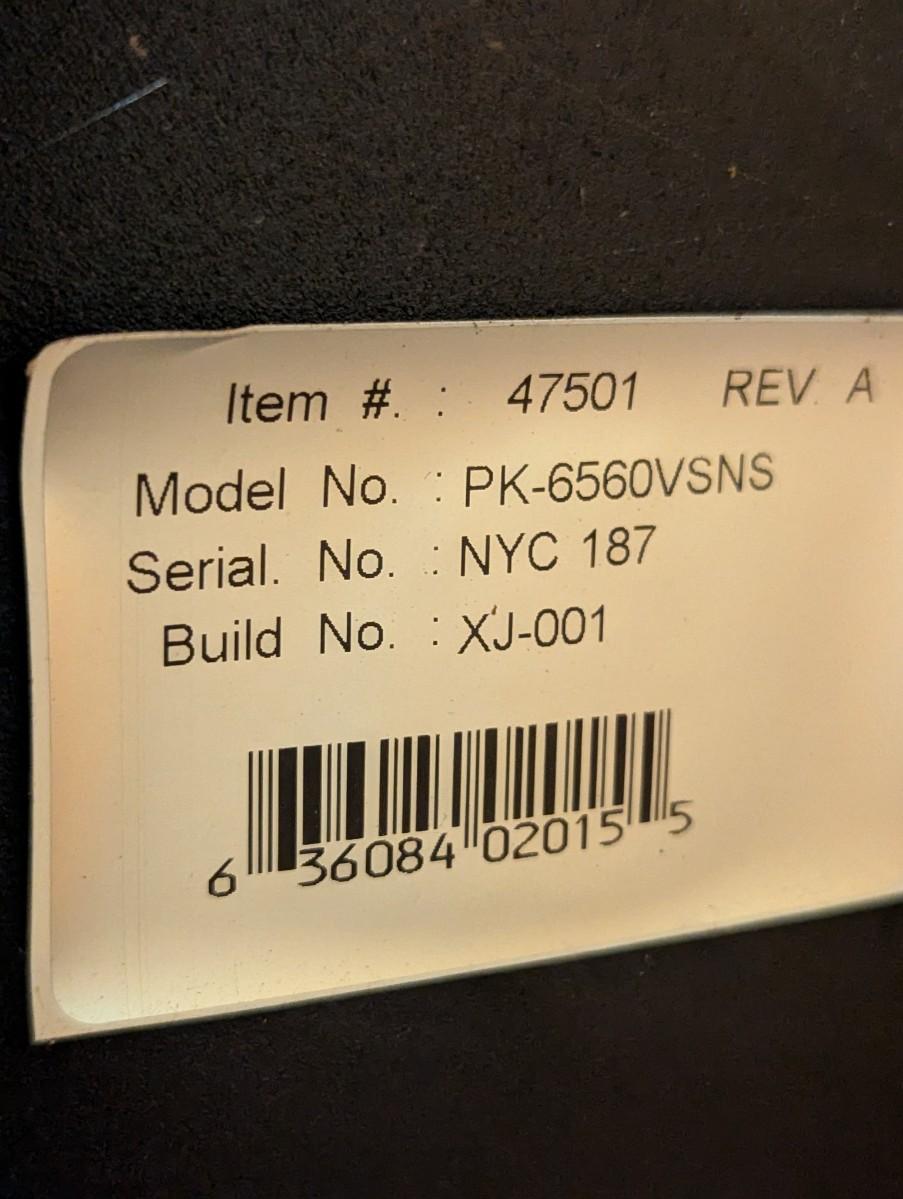 Item #. : 47501 REV. A
Model No. : PK-6560VSNS
Serial. No. : NYC 187
Build No. : XJ-001
6 36084 02015 5